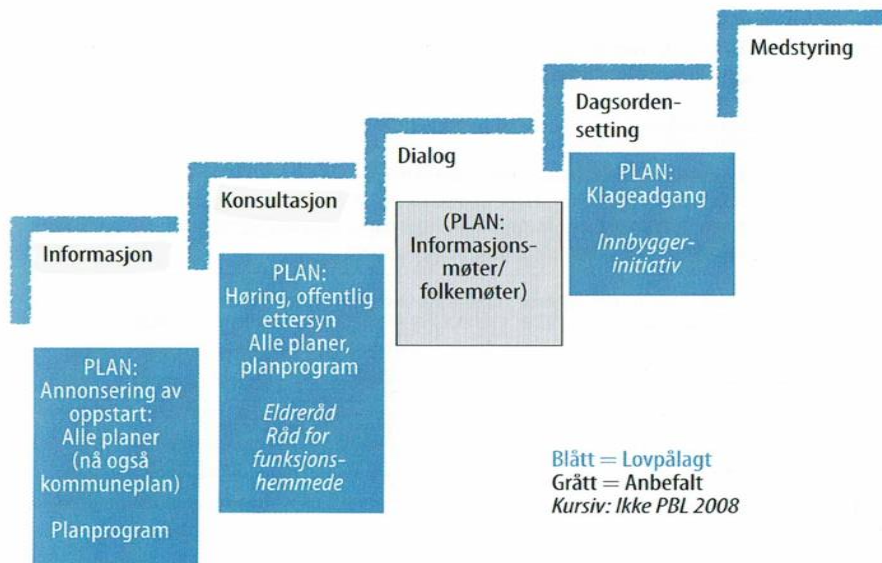 Informasjon
PLAN:
Annonsering av
oppstart:
Alle planer
(nå også
kommuneplan)
Planprogram
Konsultasjon
PLAN:
Høring, offentlig
ettersyn
Alle planer,
planprogram
Eldreråd
Råd for
funksjons-
hemmede
Dialog
(PLAN:
Informasjons-
møter/
folkemøter)
Dagsorden-
setting
PLAN:
Klageadgang
Innbygger-
initiativ
Medstyring
Blått = Lovpålagt
Grått = Anbefalt
Kursiv: Ikke PBL 2008